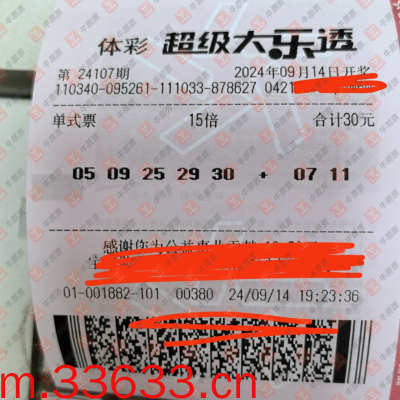 体彩 超级大乐透
第 24107期 2024年09月14日开奖
110340-095261-111033-878627 0421
单式票 15倍 合计30元
05 09 25 29 30 + 07 11
感谢您为公益事业贡献
01-001882-101 00380 24/09/14 19:23:36
m.33633.cn